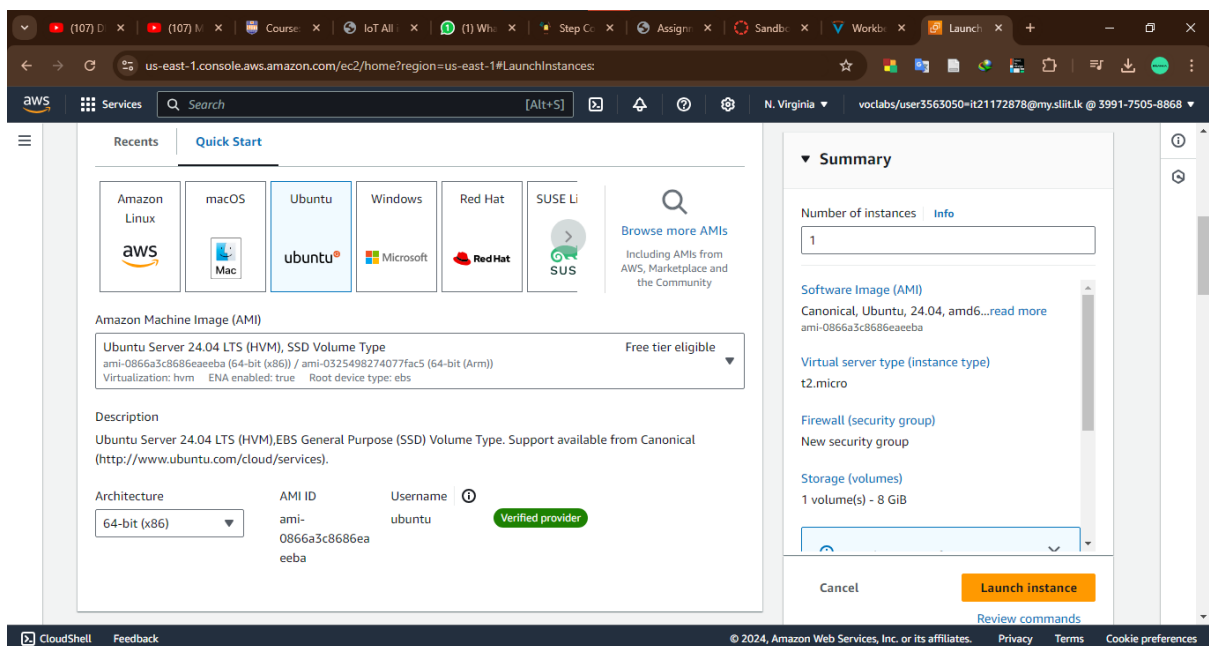 (107) D
(107) M
Course:
IoT All i
(1) Wha
Step Co
Assignm
Sandbo
Workbe
Launch
us-east-1.console.aws.amazon.com/ec2/home?region=us-east-1#LaunchInstances:
aws
Services
Search
[Alt+S]
N. Virginia
voclabs/user3563050=it21172878@my.sliit.lk @ 3991-7505-8868
Recents
Quick Start
Amazon
Linux
aws
macOS
Mac
Ubuntu
ubuntu
Windows
Microsoft
Red Hat
Red Hat
SUSE Li
SUS
Browse more AMIs
Including AMIs from
AWS, Marketplace and
the Community
Amazon Machine Image (AMI)
Ubuntu Server 24.04 LTS (HVM), SSD Volume Type
Free tier eligible
ami-0866a3c8686eaeeba (64-bit (x86)) / ami-0325498274077fac5 (64-bit (Arm))
Virtualization: hvm ENA enabled: true Root device type: ebs
Description
Ubuntu Server 24.04 LTS (HVM),EBS General Purpose (SSD) Volume Type. Support available from Canonical
(http://www.ubuntu.com/cloud/services).
Architecture
64-bit (x86)
AMI ID
ami-
0866a3c8686ea
eeba
Username
ubuntu
Verified provider
Summary
Number of instances Info
1
Software Image (AMI)
Canonical, Ubuntu, 24.04, amd6...read more
ami-0866a3c8686eaeeba
Virtual server type (instance type)
t2.micro
Firewall (security group)
New security group
Storage (volumes)
1 volume(s) - 8 GiB
Cancel
Launch instance
Review commands
CloudShell
Feedback
© 2024, Amazon Web Services, Inc. or its affiliates.
Privacy
Terms
Cookie preferences